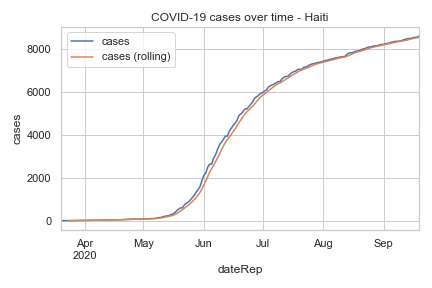 COVID-19 cases over time - Haiti
cases
cases (rolling)
8000
6000
4000
2000
0
cases
Apr
2020
May
Jun
Jul
Aug
Sep
dateRep